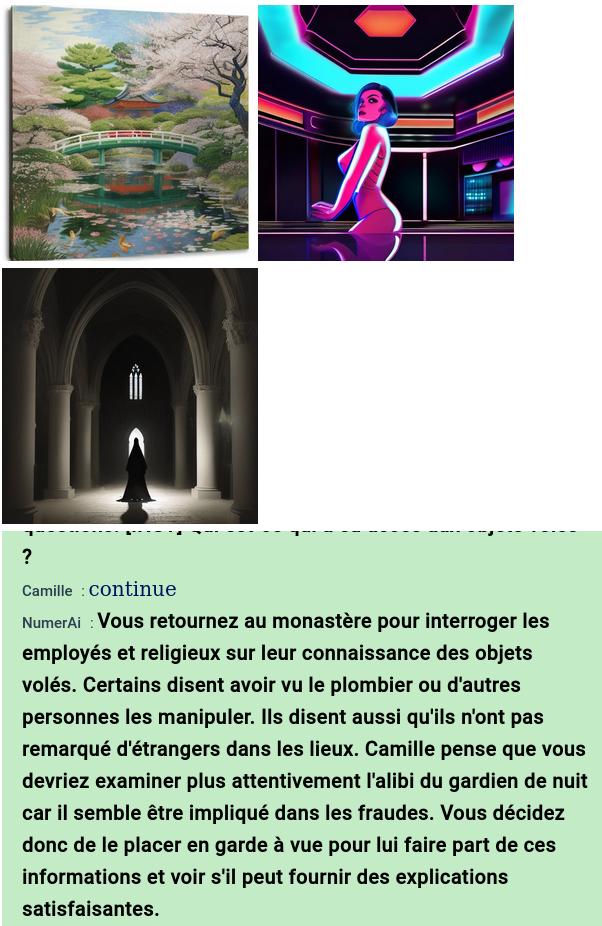 ?
Camille : continue
NumerAi : Vous retournez au monastère pour interroger les
employés et religieux sur leur connaissance des objets
volés. Certains disent avoir vu le plombier ou d'autres
personnes les manipuler. Ils disent aussi qu'ils n'ont pas
remarqué d'étrangers dans les lieux. Camille pense que vous
devriez examiner plus attentivement l'alibi du gardien de nuit
car il semble être impliqué dans les fraudes. Vous décidez
donc de le placer en garde à vue pour lui faire part de ces
informations et voir s'il peut fournir des explications
satisfaisantes.